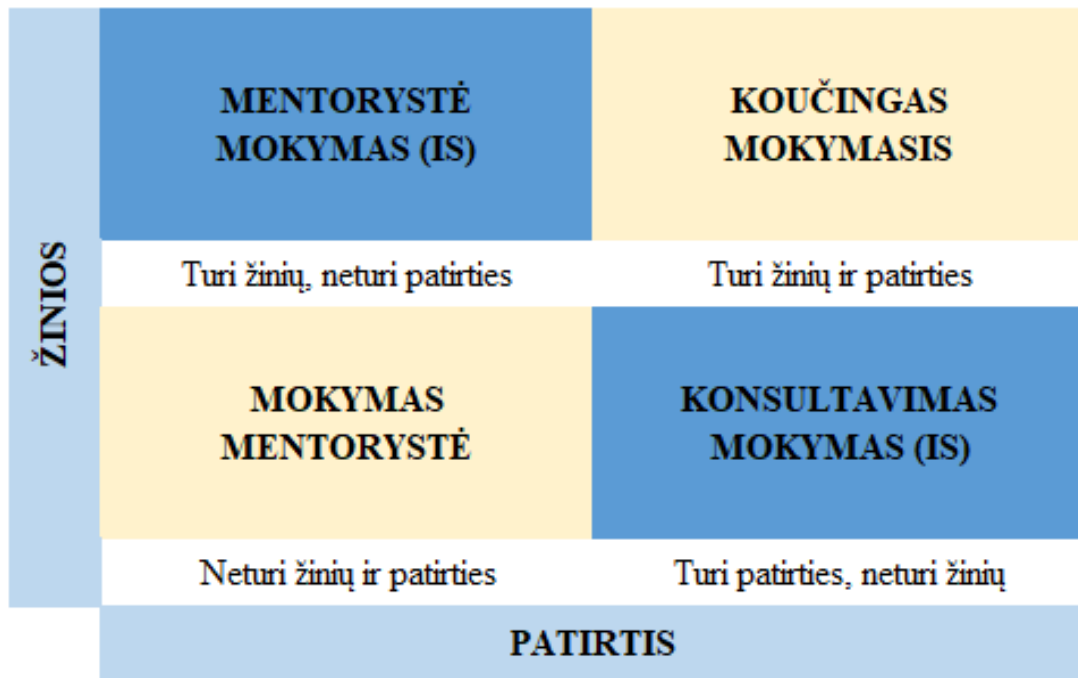 MENTORYSTĖ
MOKYMAS (IS)
KOUČINGAS
MOKYMASIS
Turi žinių, neturi patirties
Turi žinių ir patirties
ŽINIOS
MOKYMAS
MENTORYSTĖ
KONSULTAVIMAS
MOKYMAS (IS)
Neturi žinių ir patirties
Turi patirties, neturi žinių
PATIRTIS